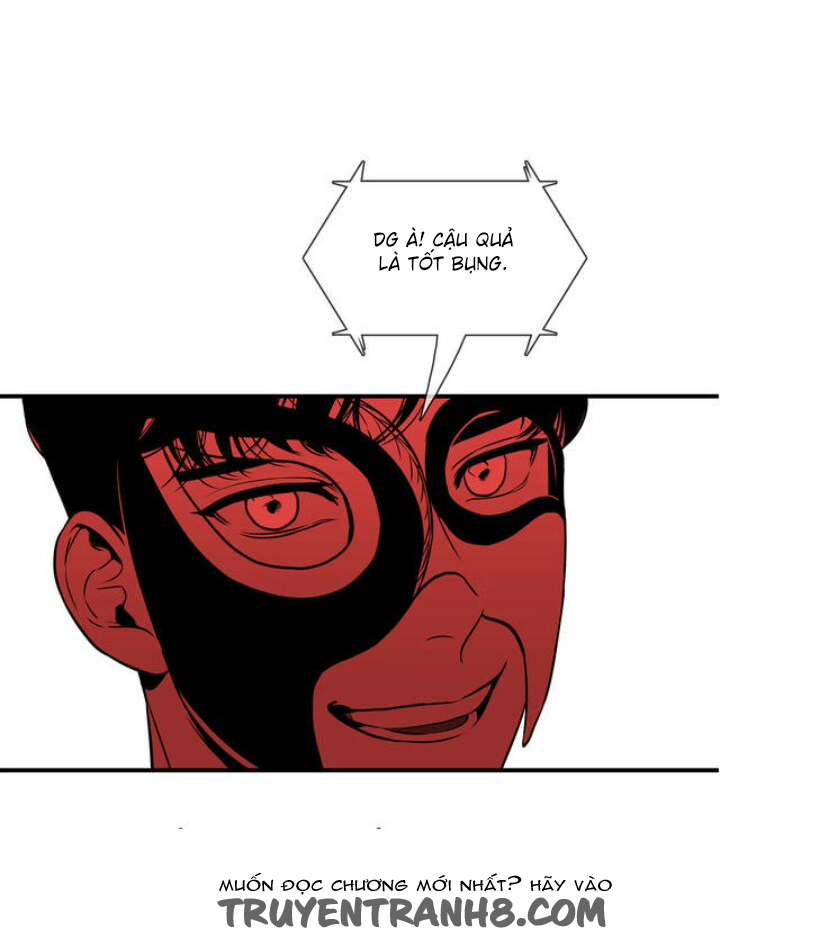 DG À! CẬU QUẢ
LÀ TỐT BỤNG.
MUỐN ĐỌC CHƯƠNG MỚI NHẤT? HÃY VÀO
TRUYENTRANH8.COM